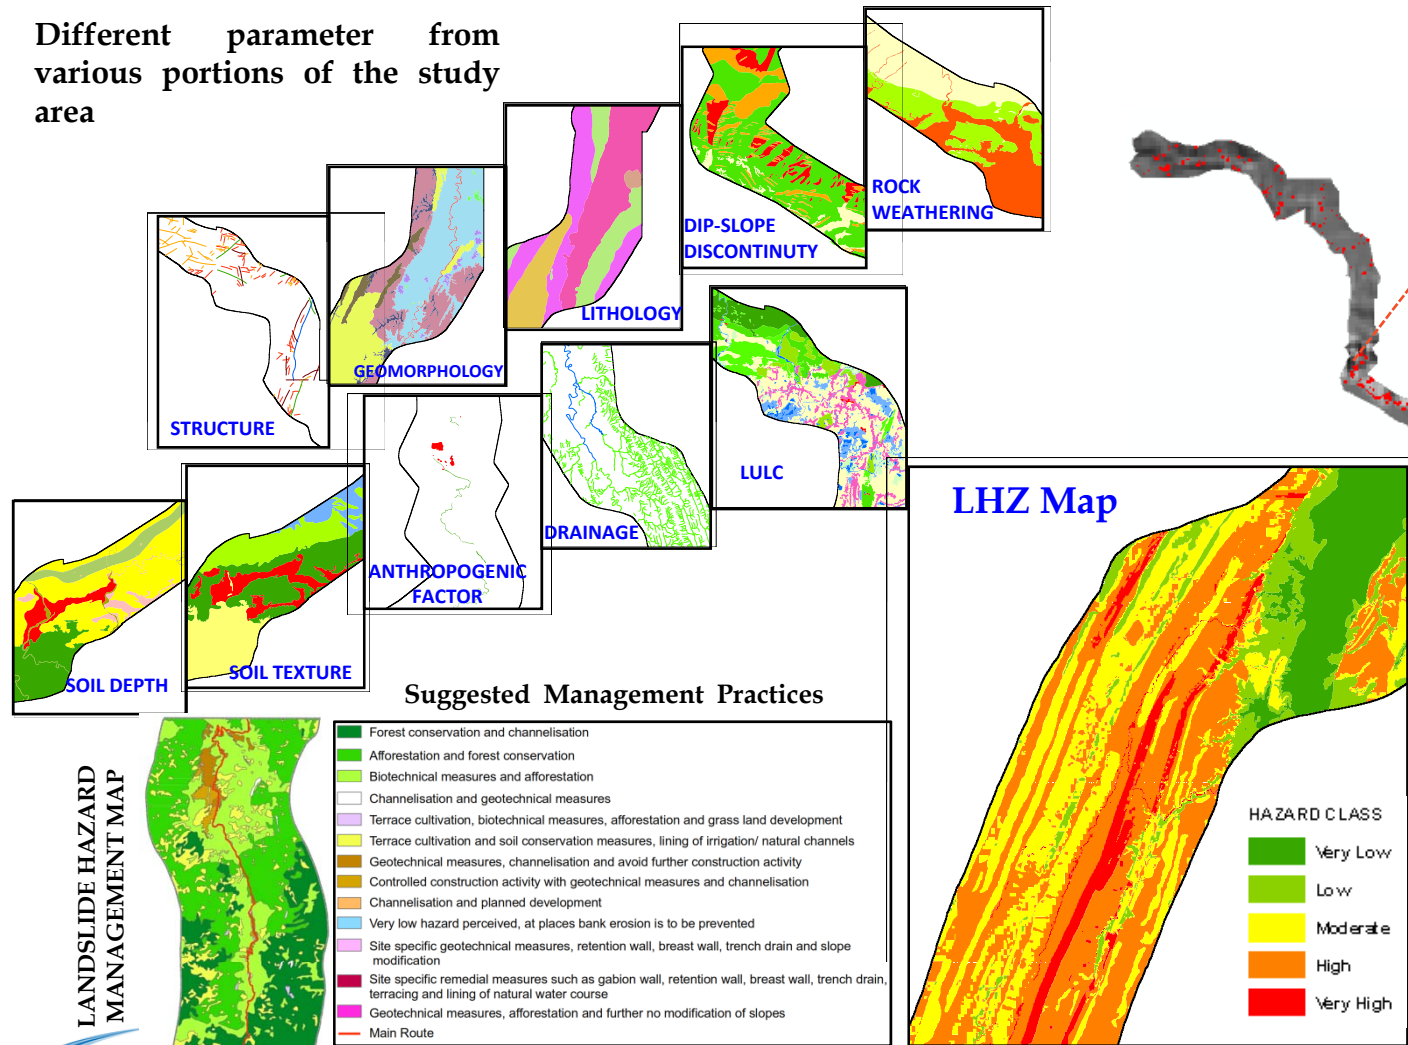 Different parameter from
various portions of the study
area
ROCK
WEATHERING
DIP-SLOPE
DISCONTINUTY
LITHOLOGY
GEOMORPHOLOGY
STRUCTURE
LULC
DRAINAGE
ANTHROPOGENIC
FACTOR
SOIL TEXTURE
SOIL DEPTH
LHZ Map
HAZARD CLASS
Very Low
Low
Moderate
High
Very High
Suggested Management Practices
Forest conservation and channelisation
Afforestation and forest conservation
Biotechnical measures and afforestation
Channelisation and geotechnical measures
Terrace cultivation, biotechnical measures, afforestation and grass land development
Terrace cultivation and soil conservation measures, lining of irrigation/ natural channels
Geotechnical measures, channelisation and avoid further construction activity
Controlled construction activity with geotechnical measures and channelisation
Channelisation and planned development
Very low hazard perceived, at places bank erosion is to be prevented
Site specific geotechnical measures, retention wall, breast wall, trench drain and slope
modification
Site specific remedial measures such as gabion wall, retention wall, breast wall, trench drain,
terracing and lining of natural water course
Geotechnical measures, afforestation and further no modification of slopes
Main Route
LANDSLIDE HAZARD
MANAGEMENT MAP